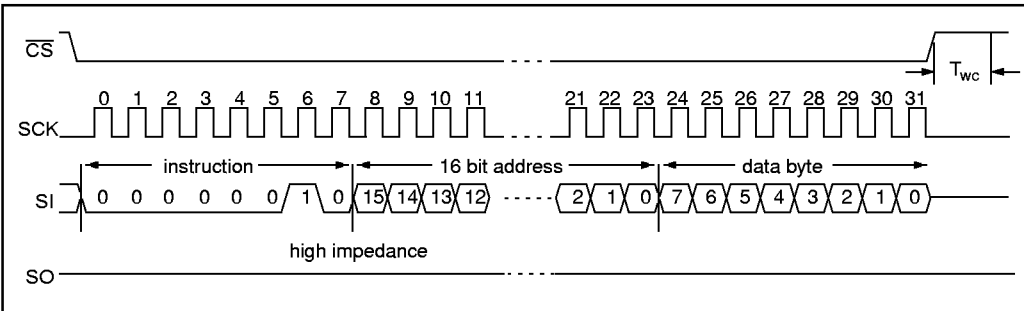 CS
T_WC
0 1 2 3 4 5 6 7 8 9 10 11 21 22 23 24 25 26 27 28 29 30 31
SCK
instruction 16 bit address data byte
SI 0 0 0 0 0 0 1 0 15 14 13 12 2 1 0 7 6 5 4 3 2 1 0
high impedance
SO